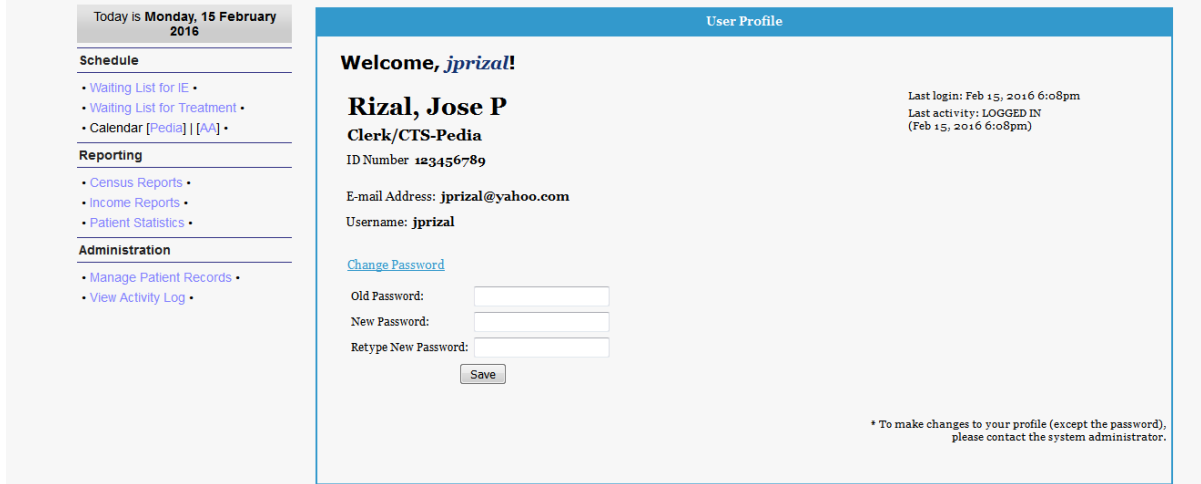 Today is Monday, 15 February
2016
Schedule
• Waiting List for IE •
• Waiting List for Treatment •
• Calendar [Pedia] | [AA] •
Reporting
• Census Reports •
• Income Reports •
• Patient Statistics •
Administration
• Manage Patient Records •
• View Activity Log •
User Profile
Welcome, jprizal!
Rizal, Jose P
Clerk/CTS-Pedia
ID Number 123456789
E-mail Address: jprizal@yahoo.com
Username: jprizal
Last login: Feb 15, 2016 6:08pm
Last activity: LOGGED IN
(Feb 15, 2016 6:08pm)
Change Password
Old Password:
New Password:
Retype New Password:
Save
* To make changes to your profile (except the password),
please contact the system administrator.